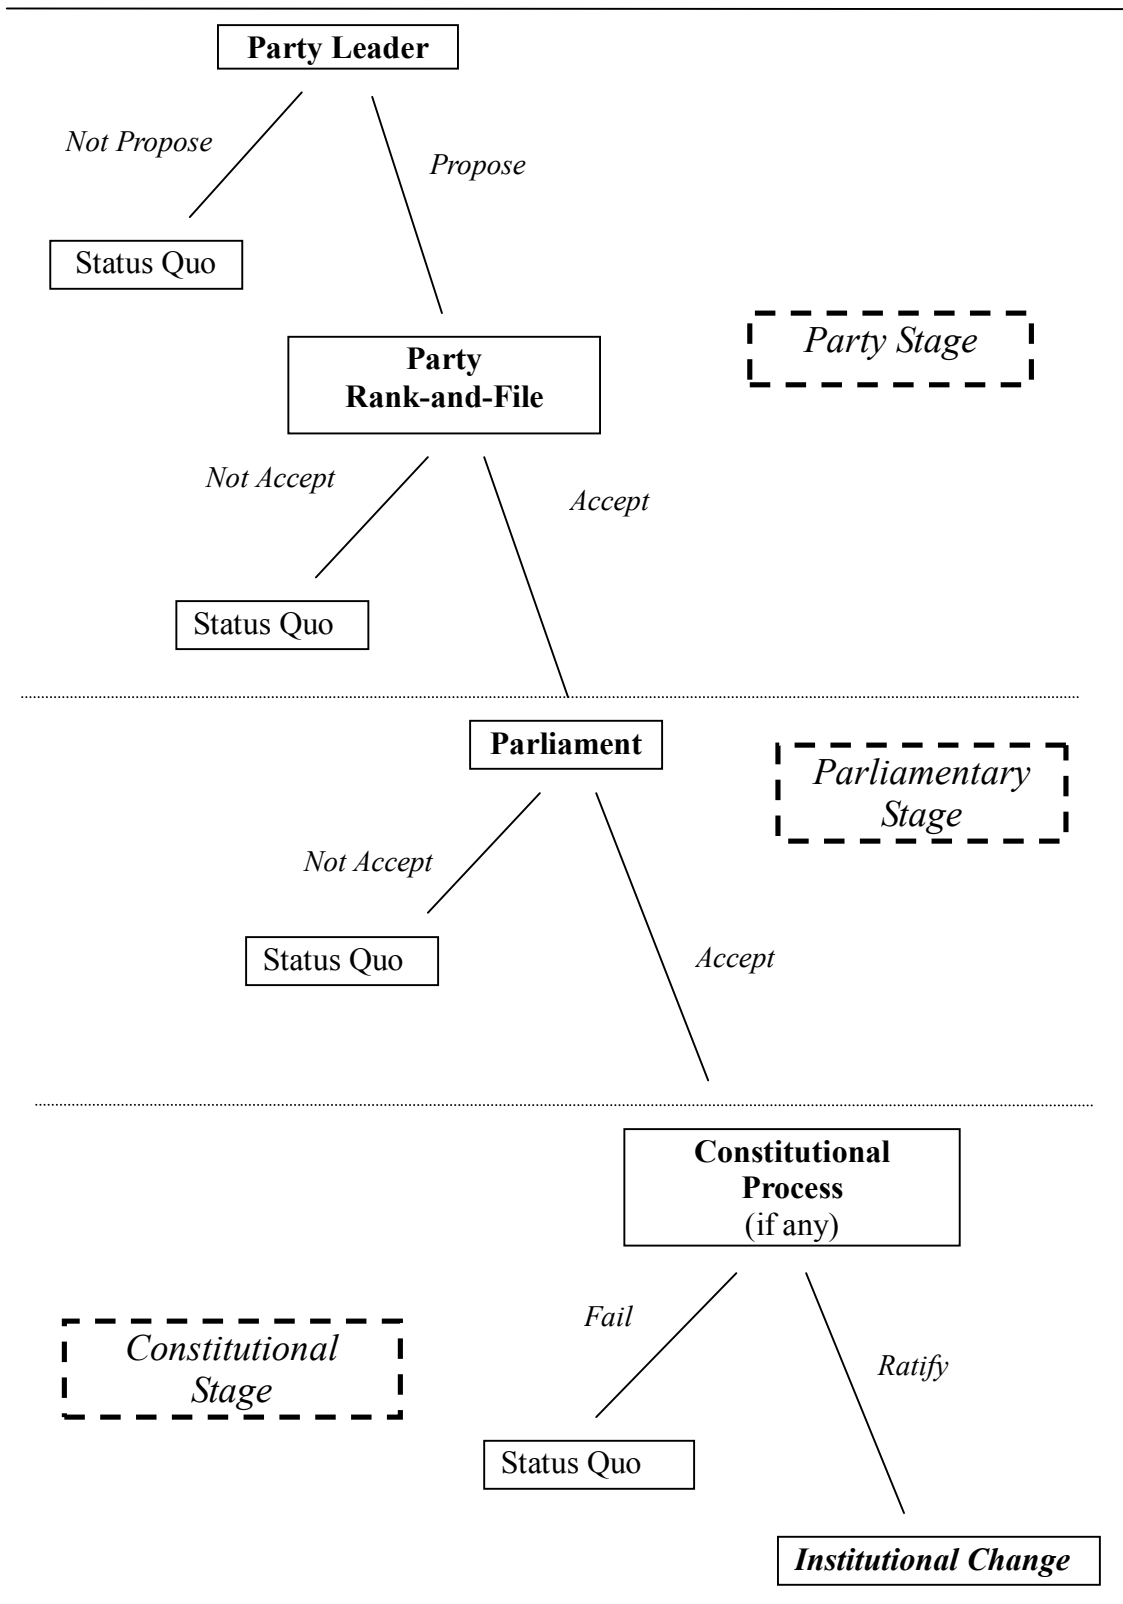 Party Leader
Not Propose
Propose
Status Quo
Party Stage
Party
Rank-and-File
Not Accept
Accept
Status Quo
Parliament
Parliamentary
Stage
Not Accept
Accept
Status Quo
Constitutional
Process
(if any)
Fail
Constitutional
Stage
Ratify
Status Quo
Institutional Change